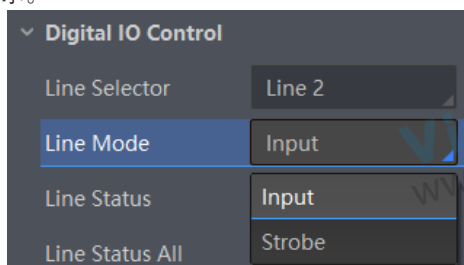 Digital IO Control
Line Selector
Line 2
Line Mode
Input
Line Status
Input
Line Status All
Strobe